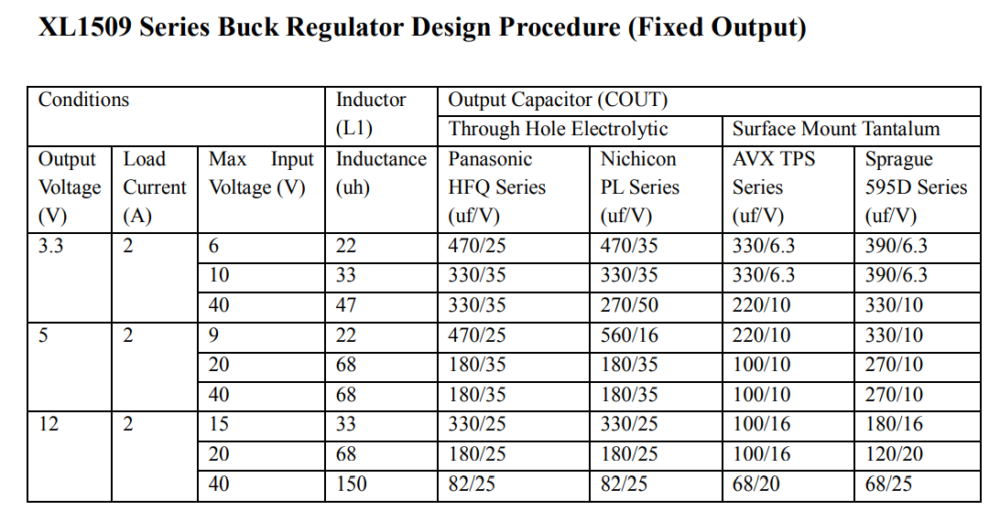 XL1509 Series Buck Regulator Design Procedure (Fixed Output)
Conditions Inductor (L1) Output Capacitor (COUT)
Through Hole Electrolytic Surface Mount Tantalum
Output Voltage (V) Load Current (A) Max Input Voltage (V) Inductance (uh) Panasonic HFQ Series (uf/V) Nichicon PL Series (uf/V) AVX TPS Series (uf/V) Sprague 595D Series (uf/V)
3.3 2 6 22 470/25 470/35 330/6.3 390/6.3
10 33 330/35 330/35 330/6.3 390/6.3
40 47 330/35 270/50 220/10 330/10
5 2 9 22 470/25 560/16 220/10 330/10
20 68 180/35 180/35 100/10 270/10
40 68 180/35 180/35 100/10 270/10
12 2 15 33 330/25 330/25 100/16 180/16
20 68 180/25 180/25 100/16 120/20
40 150 82/25 82/25 68/20 68/25